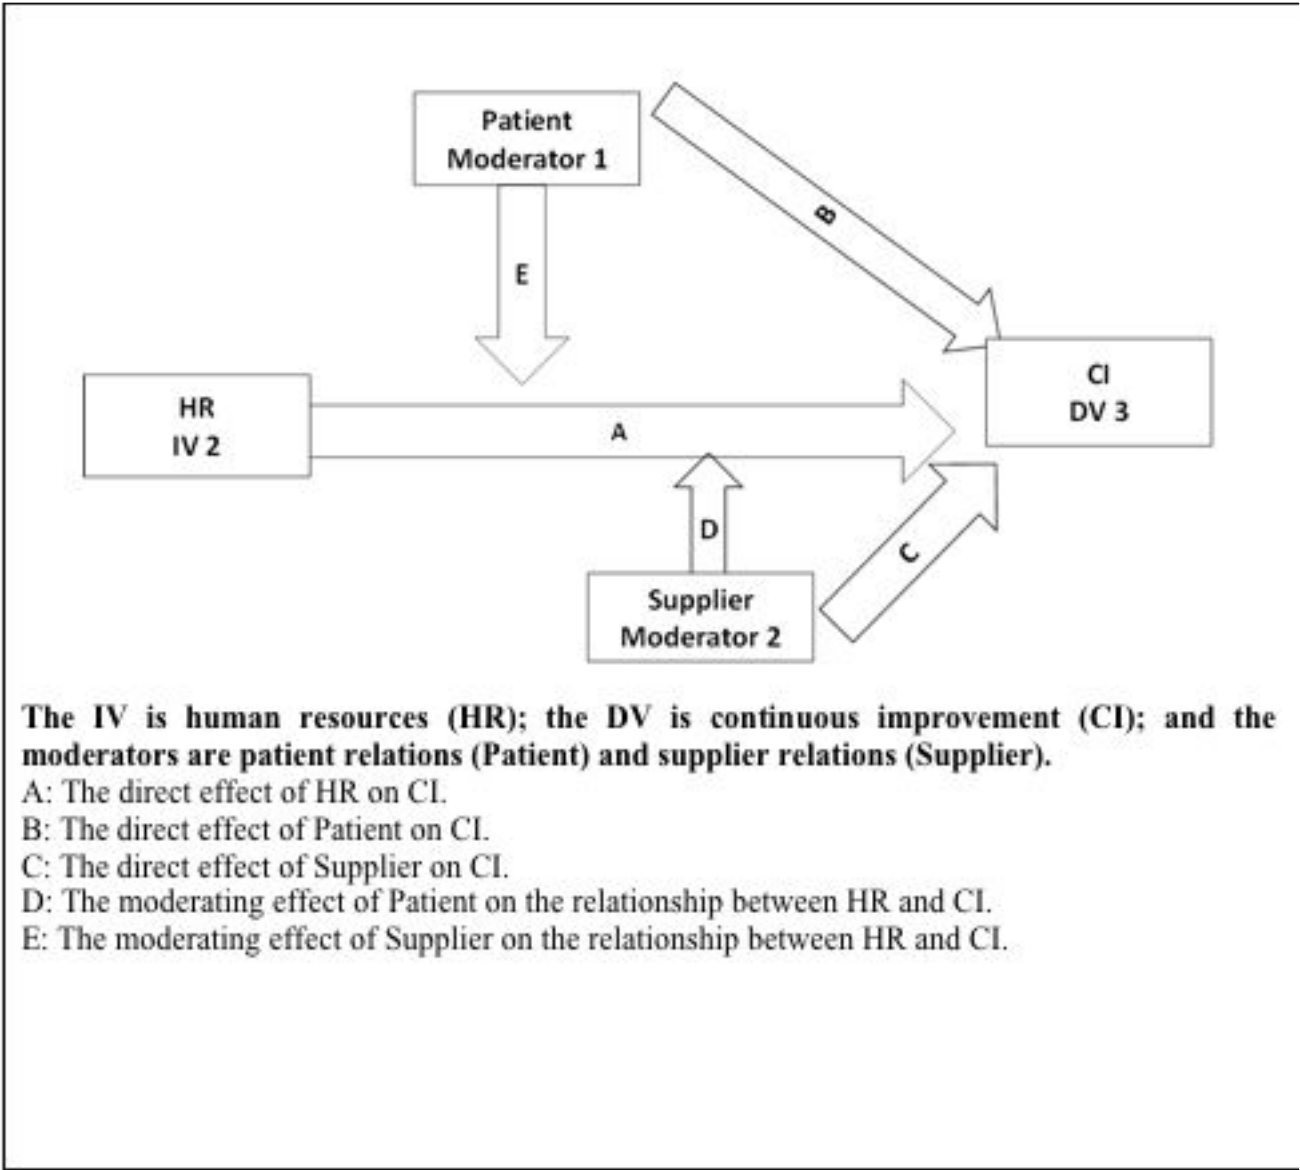 Patient
Moderator 1
B
E
CI
DV 3
HR
IV 2
A
D
C
Supplier
Moderator 2
The IV is human resources (HR); the DV is continuous improvement (CI); and the
moderators are patient relations (Patient) and supplier relations (Supplier).
A: The direct effect of HR on CI.
B: The direct effect of Patient on CI.
C: The direct effect of Supplier on CI.
D: The moderating effect of Patient on the relationship between HR and CI.
E: The moderating effect of Supplier on the relationship between HR and CI.